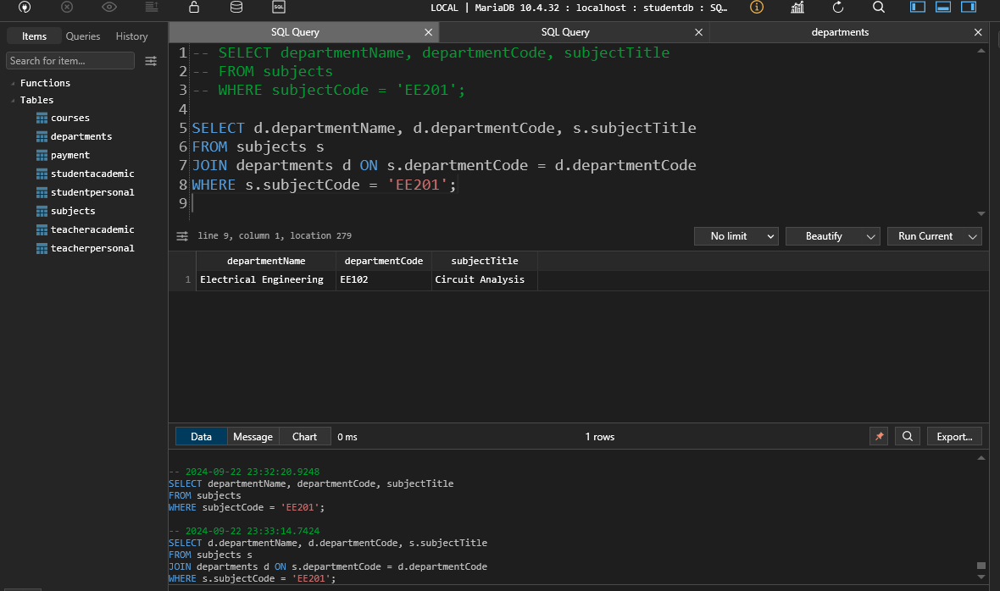 SQL
LOCAL | MariaDB 10.4.32 : localhost : studentdb : SQ…
Items Queries History
Search for item...
Functions
Tables
courses
departments
payment
studentacademic
studentpersonal
subjects
teacheracademic
teacherpersonal
SQL Query SQL Query departments
1 -- SELECT departmentName, departmentCode, subjectTitle
2 -- FROM subjects
3 -- WHERE subjectCode = 'EE201';
4
5 SELECT d.departmentName, d.departmentCode, s.subjectTitle
6 FROM subjects s
7 JOIN departments d ON s.departmentCode = d.departmentCode
8 WHERE s.subjectCode = 'EE201';
9
line 9, column 1, location 279 No limit Beautify Run Current
departmentName departmentCode subjectTitle
1 Electrical Engineering EE102 Circuit Analysis
Data Message Chart 0 ms 1 rows Export...
-- 2024-09-22 23:32:20.9248
SELECT departmentName, departmentCode, subjectTitle
FROM subjects
WHERE subjectCode = 'EE201';
-- 2024-09-22 23:33:14.7424
SELECT d.departmentName, d.departmentCode, s.subjectTitle
FROM subjects s
JOIN departments d ON s.departmentCode = d.departmentCode
WHERE s.subjectCode = 'EE201';